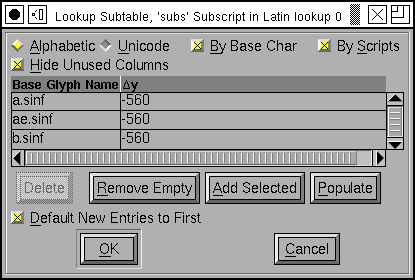 Lookup Subtable, 'subs' Subscript in Latin lookup 0
Alphabetic Unicode By Base Char By Scripts
Hide Unused Columns
Base Glyph Name Δy
a.sinf -560
ae.sinf -560
b.sinf -560
Delete Remove Empty Add Selected Populate
Default New Entries to First
OK Cancel